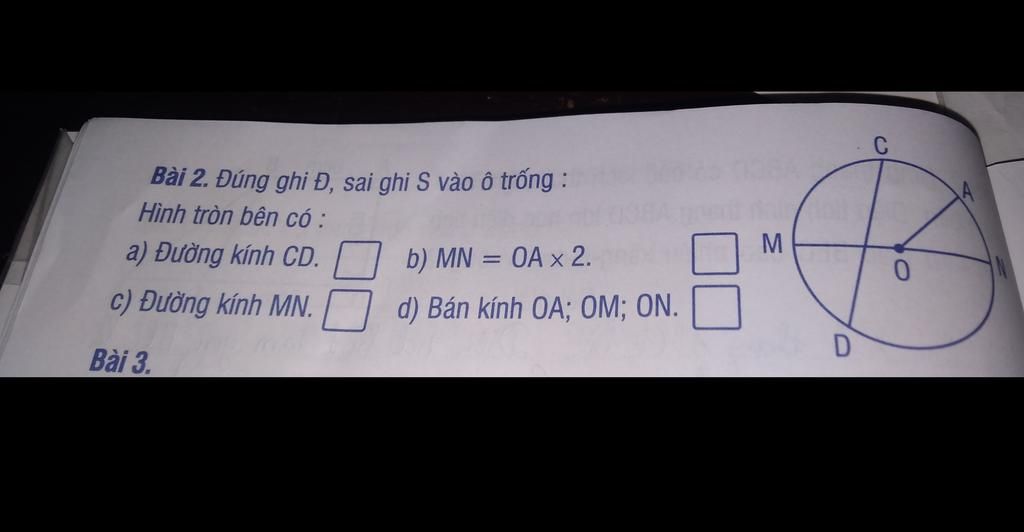 Bài 2. Đúng ghi Đ, sai ghi S vào ô trống :
Hình tròn bên có :
a) Đường kính CD. b) MN = OA x 2.
c) Đường kính MN. d) Bán kính OA; OM; ON.
Bài 3.
C
A
M
O
N
D